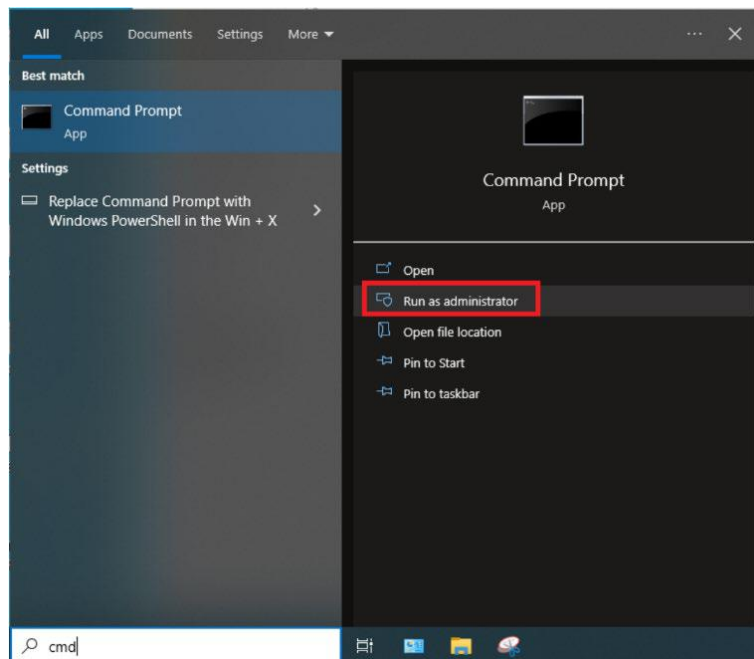 All Apps Documents Settings More
Best match
Command Prompt
App
Settings
Replace Command Prompt with
Windows PowerShell in the Win + X
Command Prompt
App
Open
Run as administrator
Open file location
Pin to Start
Pin to taskbar
cmd